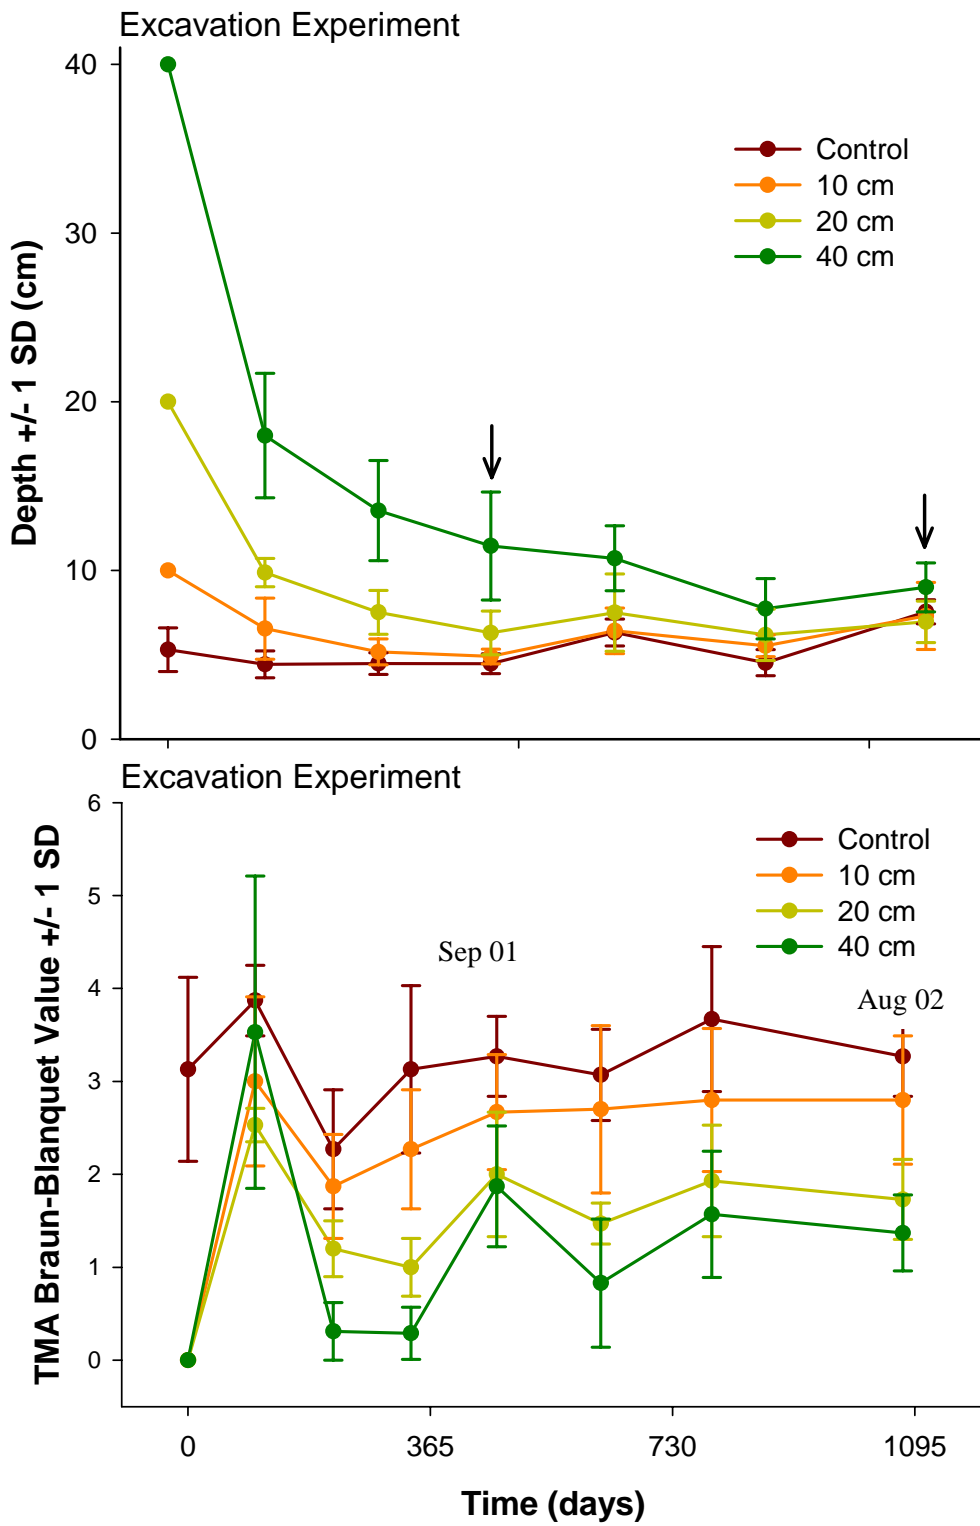 Excavation Experiment
40
30
20
10
0
Depth +/- 1 SD (cm)
Control
10 cm
20 cm
40 cm
Excavation Experiment
6
5
4
3
2
1
0
TMA Braun-Blanquet Value +/- 1 SD
Control
10 cm
20 cm
40 cm
Sep 01
Aug 02
0 365 730 1095
Time (days)